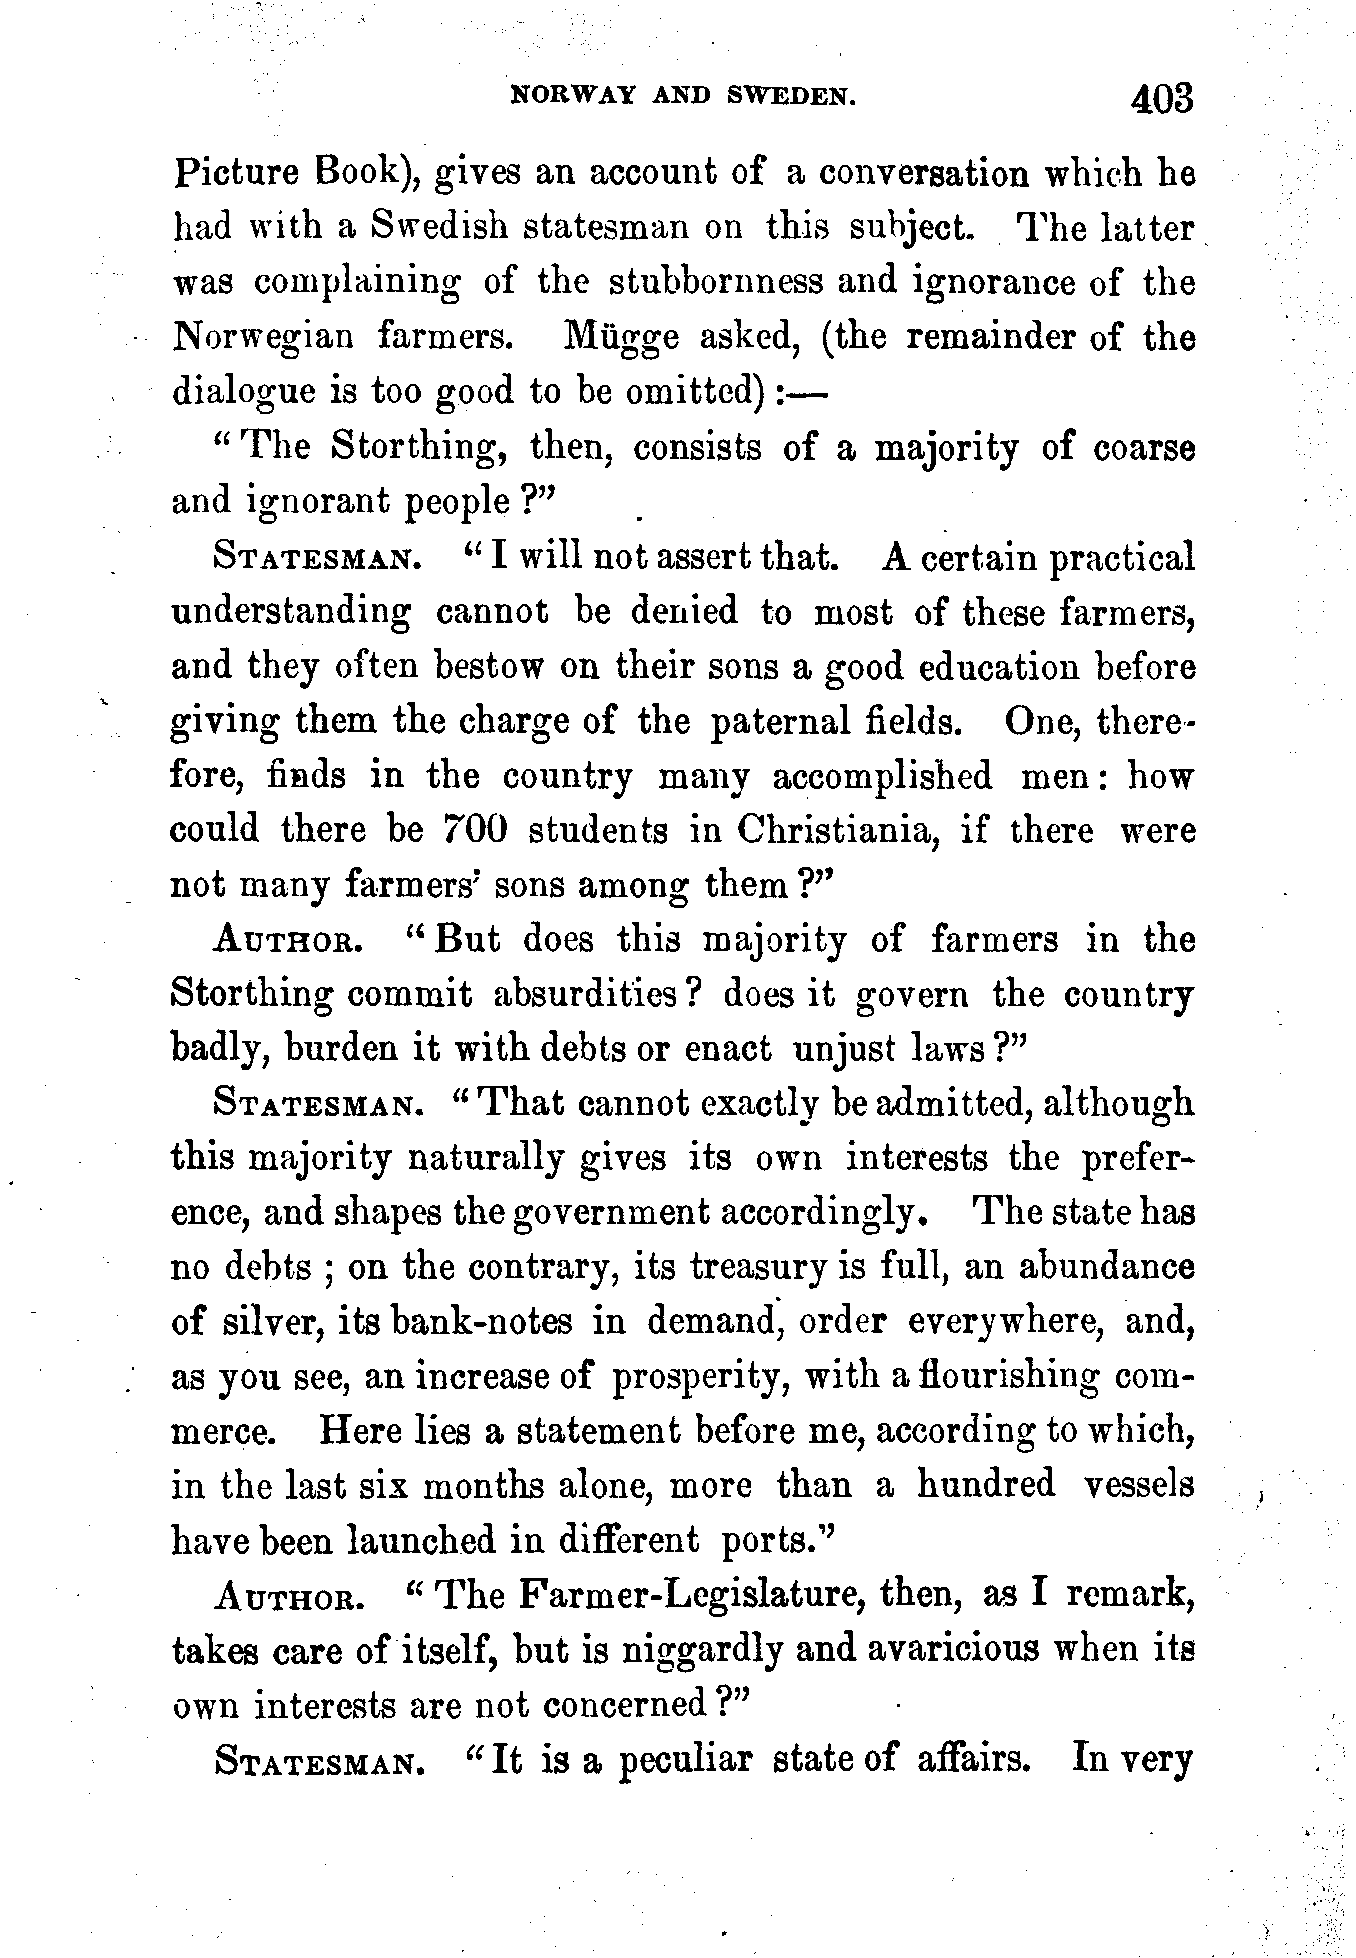 NORWAY AND SWEDEN. 403
Picture Book), gives an account of a conversation which he
had with a Swedish statesman on this subject. The latter
was complaining of the stubbornness and ignorance of the
Norwegian farmers. Mügge asked, (the remainder of the
dialogue is too good to be omitted) :—
“The Storthing, then, consists of a majority of coarse
and ignorant people ?”
STATESMAN. “I will not assert that. A certain practical
understanding cannot be denied to most of these farmers,
and they often bestow on their sons a good education before
giving them the charge of the paternal fields. One, there-
fore, finds in the country many accomplished men : how
could there be 700 students in Christiania, if there were
not many farmers’ sons among them ?”
AUTHOR. “But does this majority of farmers in the
Storthing commit absurdities ? does it govern the country
badly, burden it with debts or enact unjust laws ?”
STATESMAN. “That cannot exactly be admitted, although
this majority naturally gives its own interests the prefer-
ence, and shapes the government accordingly. The state has
no debts ; on the contrary, its treasury is full, an abundance
of silver, its bank-notes in demand, order everywhere, and,
as you see, an increase of prosperity, with a flourishing com-
merce. Here lies a statement before me, according to which,
in the last six months alone, more than a hundred vessels
have been launched in different ports.”
AUTHOR. “The Farmer-Legislature, then, as I remark,
takes care of itself, but is niggardly and avaricious when its
own interests are not concerned ?”
STATESMAN. “It is a peculiar state of affairs. In very